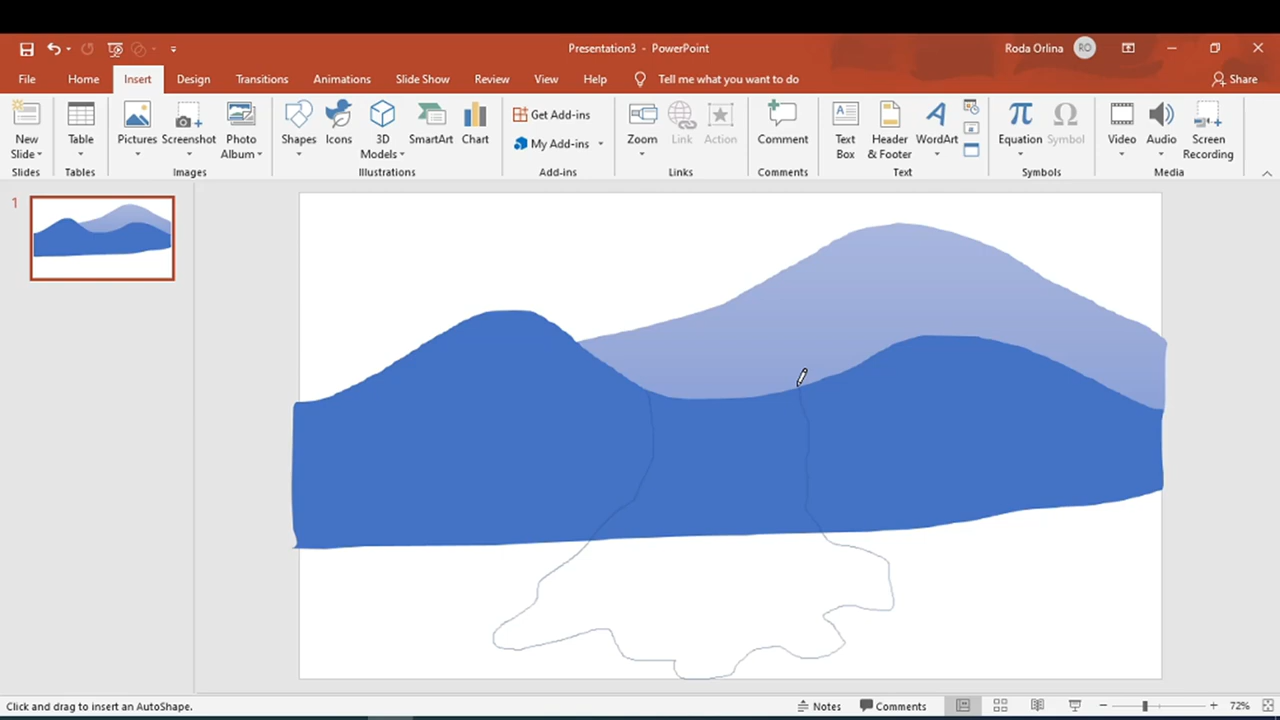 Presentation3 - PowerPoint
Roda Orlina
RO
File Home Insert Design Transitions Animations Slide Show Review View Help Tell me what you want to do
Share
New Slide
Table
Pictures
Screenshot
Photo Album
Shapes
Icons
3D Models
SmartArt
Chart
Get Add-ins
My Add-ins
Zoom
Link
Action
Comment
Text Box
Header & Footer
WordArt
Equation
Symbol
Video
Audio
Screen Recording
Slides
Tables
Images
Illustrations
Add-ins
Links
Comments
Text
Symbols
Media
1
Click and drag to insert an AutoShape.
Notes
Comments
72%